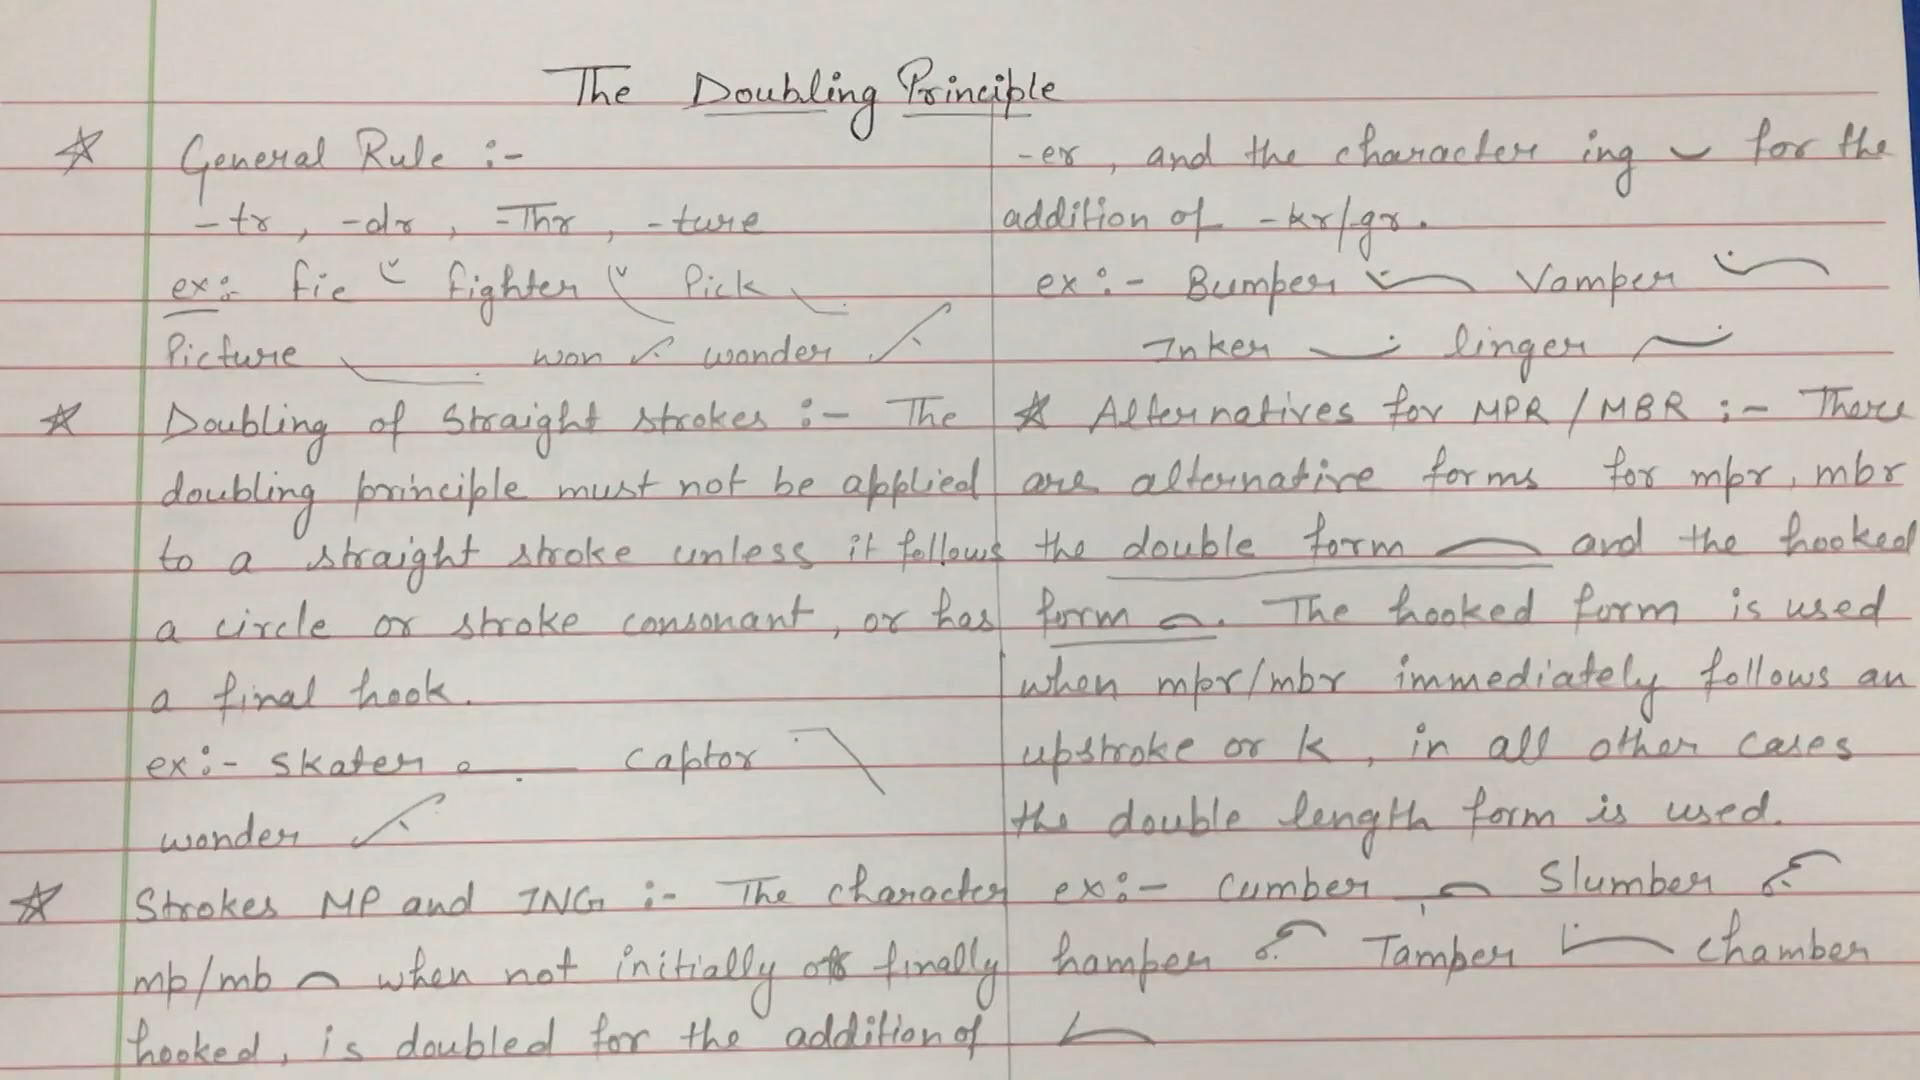 The Doubling Principle
☆ General Rule :-
-tr, -dr, -Thr, -ture
ex:- fie fighter Pick
Picture won wonder
☆ Doubling of Straight strokes :- The
doubling principle must not be applied
to a straight stroke unless it follows
a circle or stroke consonant, or has
a final hook.
ex:- skater captor
wonder
☆ Strokes MP and ING :- The character
mp/mb when not initially or finally
hooked, is doubled for the addition of
-er, and the character ing for the
addition of -kr/gr.
ex:- Bumper Vamper
Inker linger
☆ Alternatives for MPR/MBR :- There
are alternative forms for mpr, mbr
the double form and the hooked
form. The hooked form is used
when mpr/mbr immediately follows an
upstroke or k, in all other cases
the double length form is used.
ex:- Cumber Slumber
hamper Tamper chamber